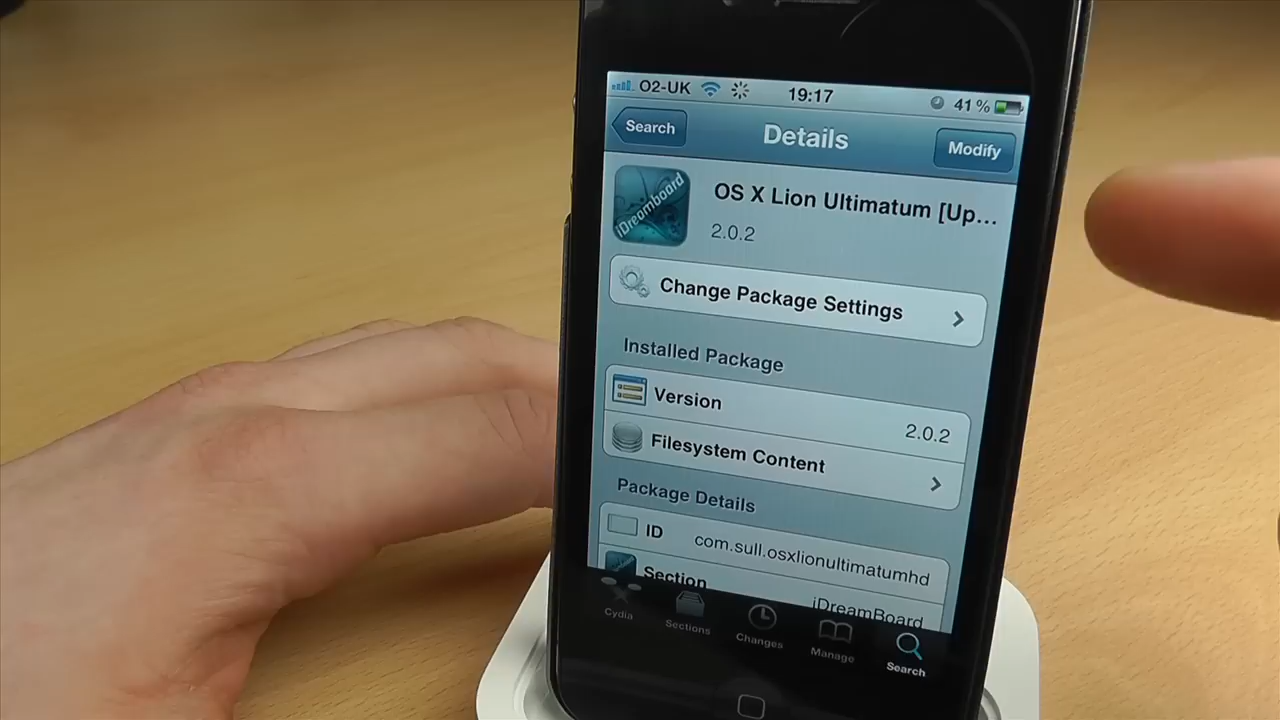 O2-UK 19:17 41%
Search Details Modify
iDreamboard
OS X Lion Ultimatum [Up...
2.0.2
Change Package Settings
Installed Package
Version 2.0.2
Filesystem Content
Package Details
ID com.sull.osxlionultimatumhd
Section iDreamBoard
Cydia Sections Changes Manage Search